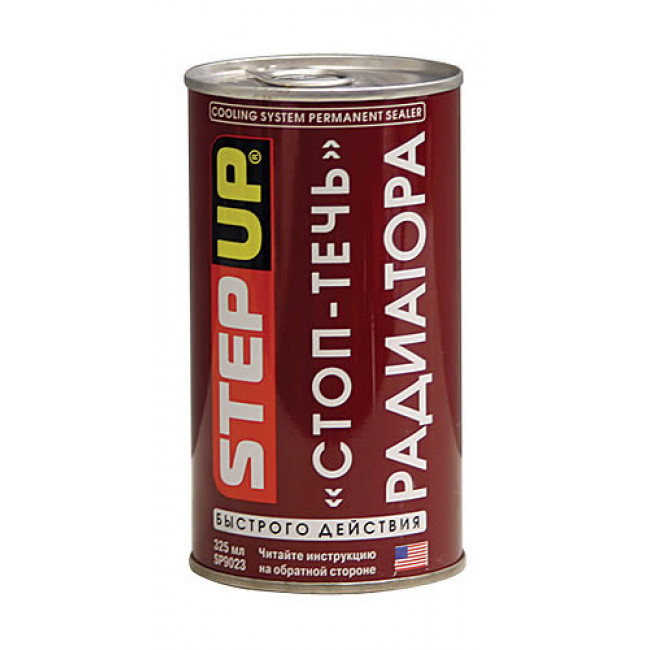 COOLING SYSTEM PERMANENT SEALER
STEP UP®
«СТОП-ТЕЧЬ»
РАДИАТОРА
БЫСТРОГО ДЕЙСТВИЯ
325 мл
SP9023
Читайте инструкцию
на обратной стороне